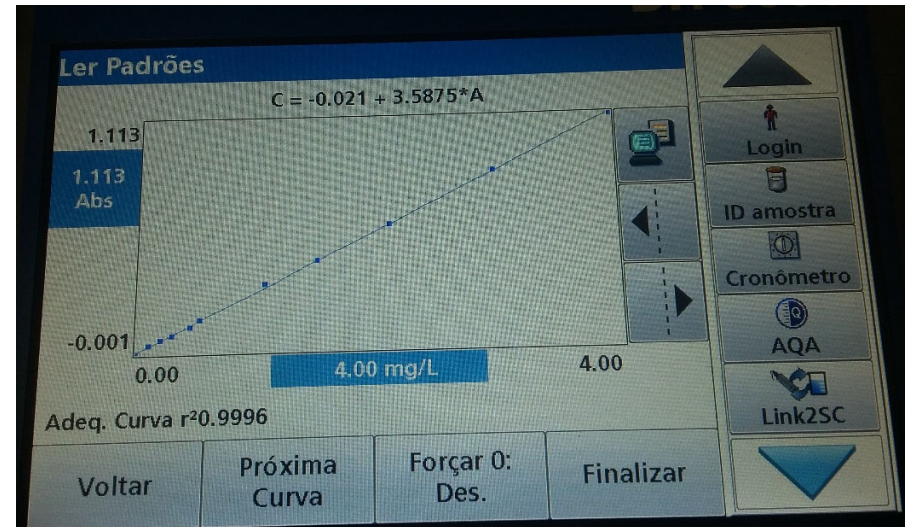 Ler Padrões
C = -0.021 + 3.5875*A
1.113
1.113
Abs
-0.001
0.00
4.00 mg/L
4.00
Adeq. Curva r²0.9996
Voltar
Próxima
Curva
Forçar 0:
Des.
Finalizar
Login
ID amostra
Cronômetro
AQA
Link2SC